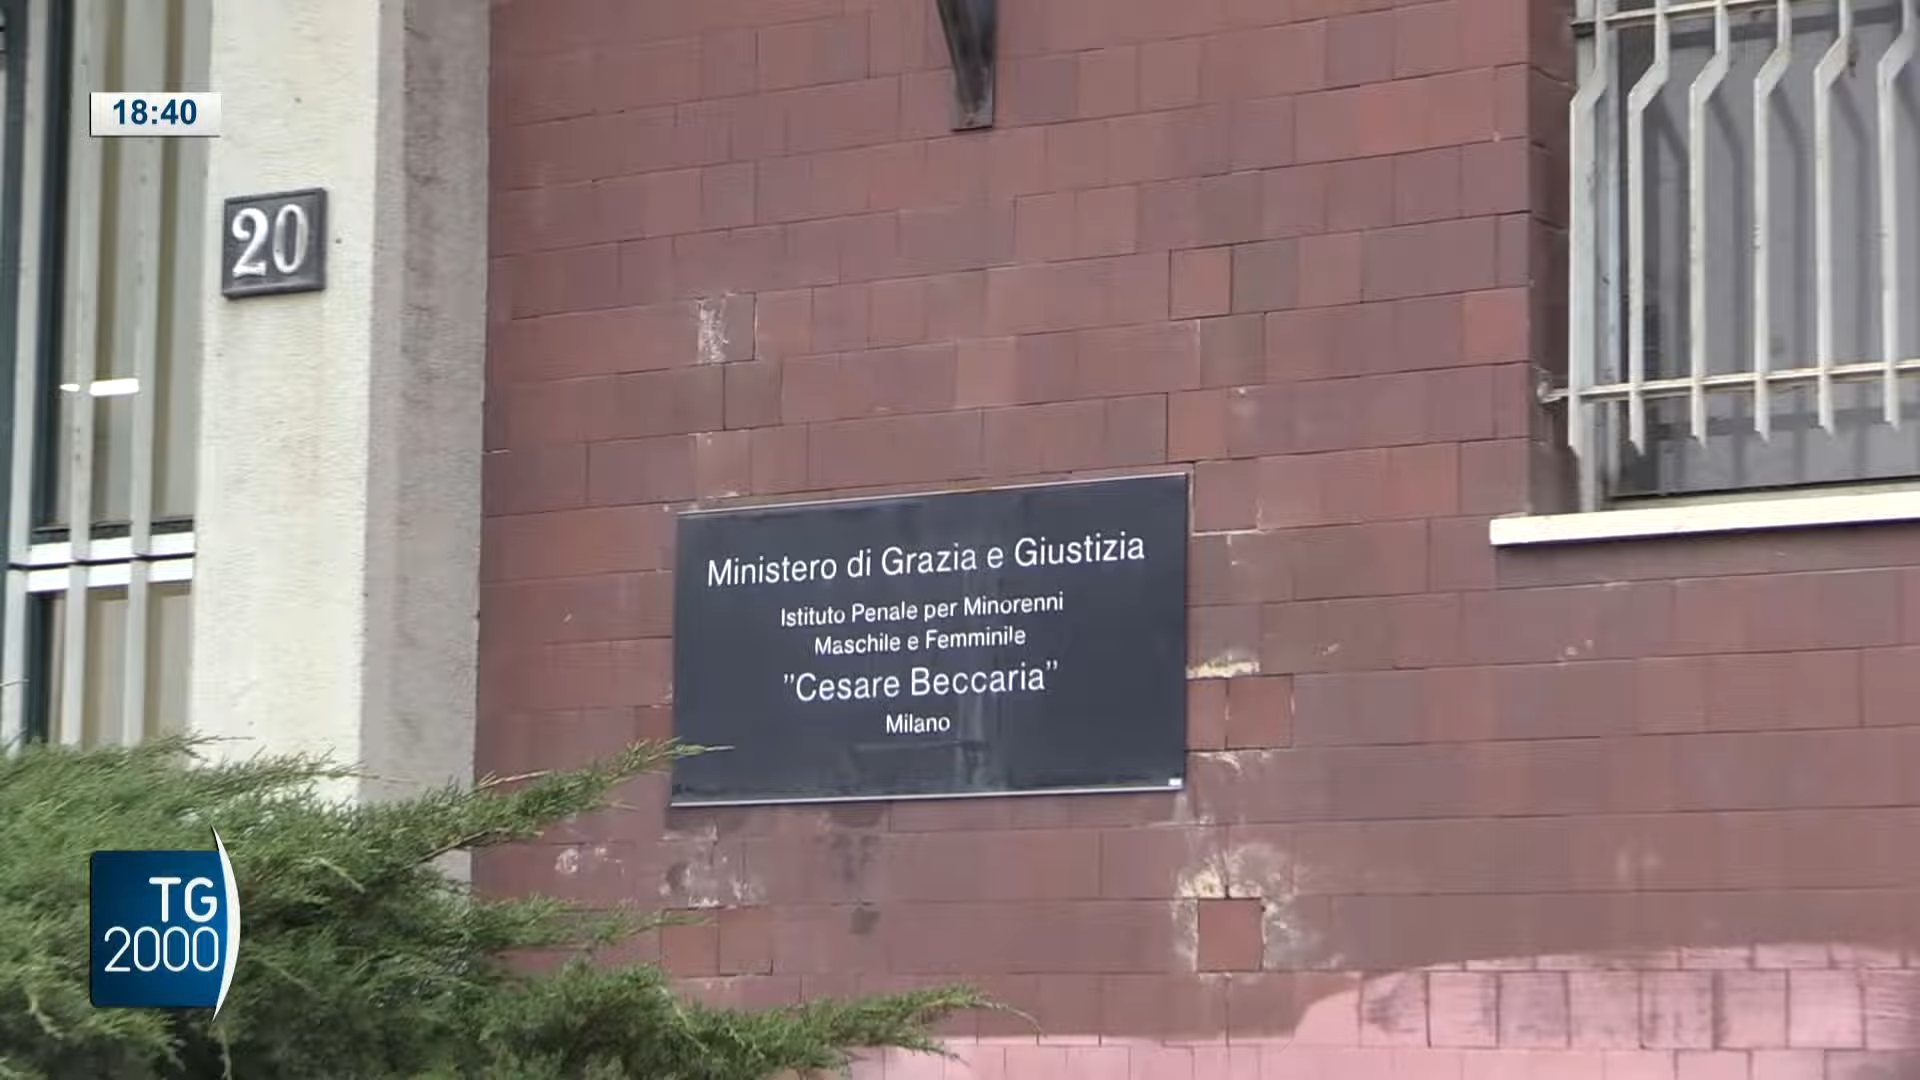 18:40
20
Ministero di Grazia e Giustizia
Istituto Penale per Minorenni
Maschile e Femminile
"Cesare Beccaria"
Milano
TG
2000